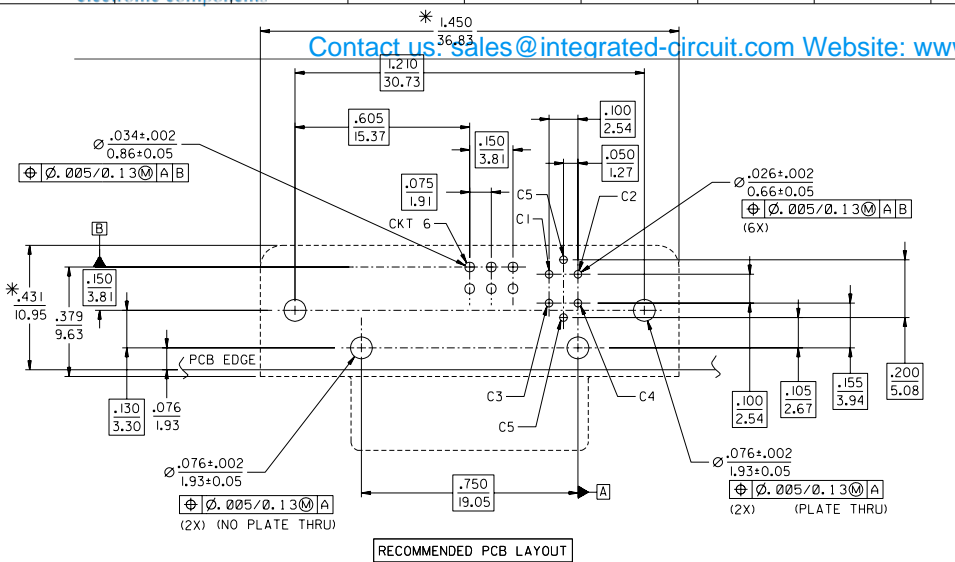 * 1.450
36.83
Contact us: sales@integrated-circuit.com Website: www
1.210
30.73
.605
15.37
.100
2.54
.034±.002
0.86±0.05
.150
3.81
.050
1.27
⌖ Ø.005/0.13Ⓜ A B
.075
1.91
C5
C2
C1
Ø .026±.002
0.66±0.05
⌖ Ø.005/0.13Ⓜ A B
(6X)
CKT 6
B
.150
3.81
* .431
10.95
.379
9.63
PCB EDGE
.130
3.30
.076
1.93
C3
C4
C5
.100
2.54
.105
2.67
.155
3.94
.200
5.08
Ø .076±.002
1.93±0.05
⌖ Ø.005/0.13Ⓜ A
(2X) (NO PLATE THRU)
.750
19.05
A
Ø .076±.002
1.93±0.05
⌖ Ø.005/0.13Ⓜ A
(2X) (PLATE THRU)
RECOMMENDED PCB LAYOUT